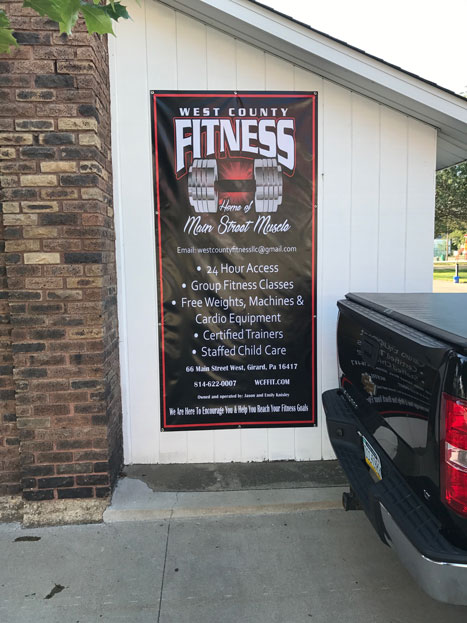 WEST COUNTY
FITNESS
Home of
Main Street Muscle
Email: westcountyfitnessllc@gmail.com
• 24 Hour Access
• Group Fitness Classes
• Free Weights, Machines &
Cardio Equipment
• Certified Trainers
• Staffed Child Care
66 Main Street West, Girard, Pa 16417
814-622-0007 WCFFIT.COM
Owned and operated by: Jason and Emily Knisley
We Are Here To Encourage You & Help You Reach Your Fitness Goals